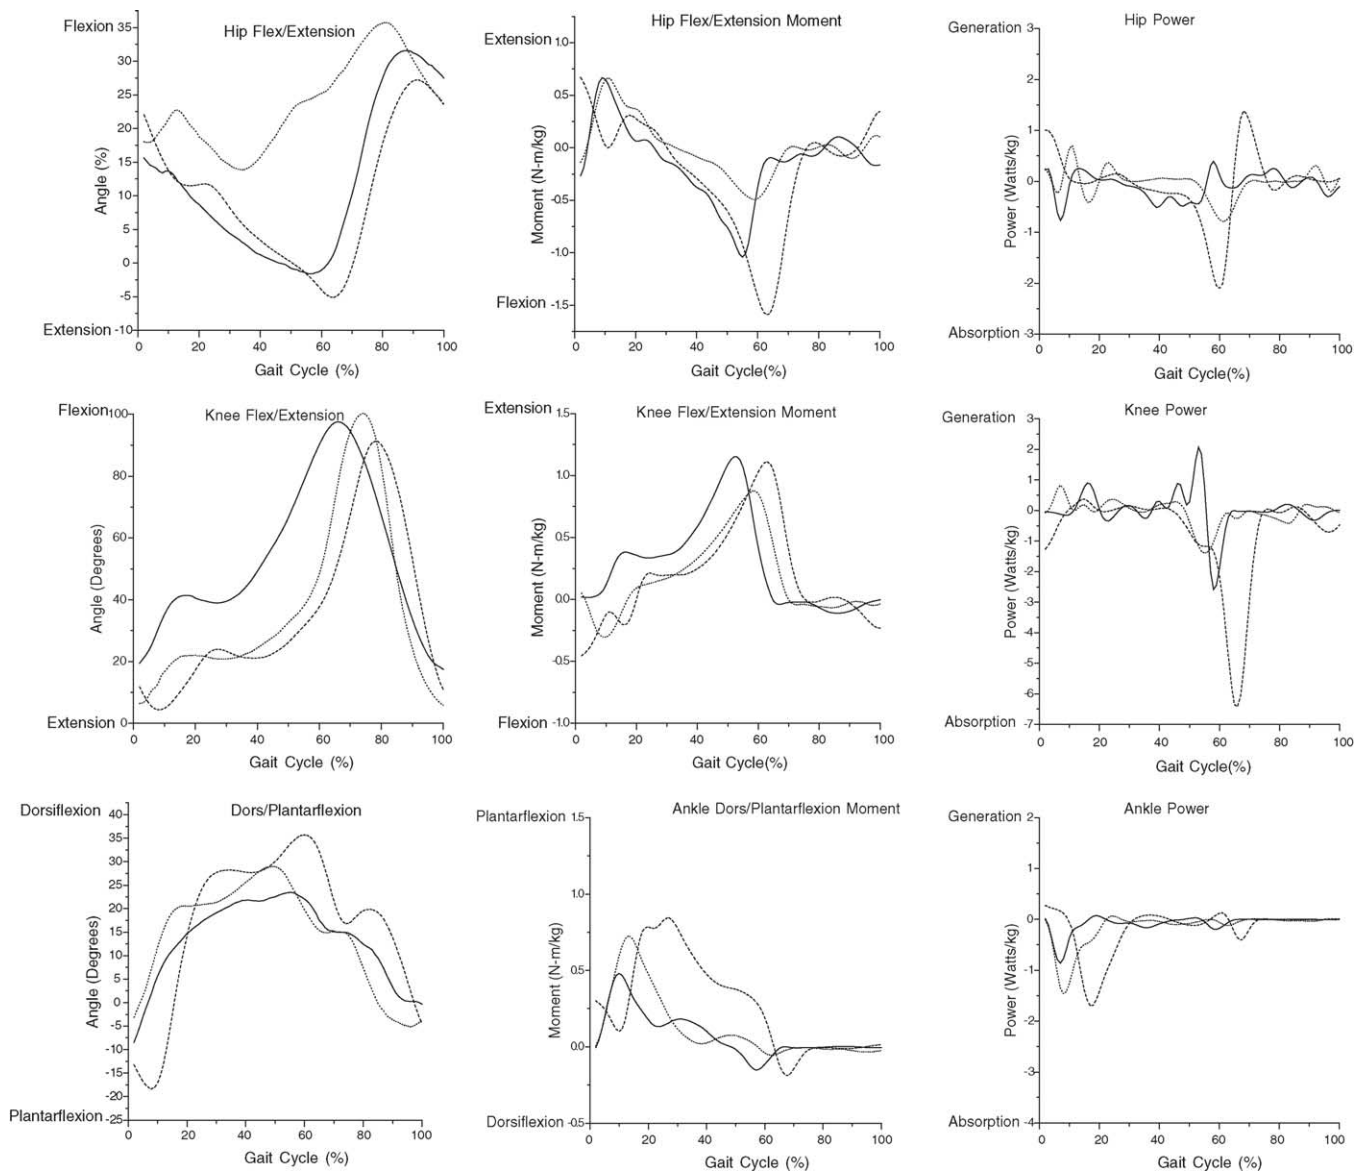 Hip Flex/Extension
Flexion
35
30
25
20
15
10
5
0
-5
-10
Extension
Angle (%)
0 20 40 60 80 100
Gait Cycle (%)
Hip Flex/Extension Moment
Extension
1.0
0.5
0.0
-0.5
-1.0
-1.5
Flexion
Moment (N-m/kg)
0 20 40 60 80 100
Gait Cycle(%)
Hip Power
Generation
3
2
1
0
-1
-2
-3
Absorption
Power (Watts/kg)
0 20 40 60 80 100
Gait Cycle (%)
Knee Flex/Extension
Flexion
100
80
60
40
20
0
Extension
Angle (Degrees)
0 20 40 60 80 100
Gait Cycle (%)
Knee Flex/Extension Moment
Extension
1.5
1.0
0.5
0.0
-0.5
-1.0
Flexion
Moment (N-m/kg)
0 20 40 60 80 100
Gait Cycle(%)
Knee Power
Generation
3
2
1
0
-1
-2
-3
-4
-5
-6
-7
Absorption
Power (Watts/kg)
0 20 40 60 80 100
Gait Cycle(%)
Dors/Plantarflexion
Dorsiflexion
40
35
30
25
20
15
10
5
0
-5
-10
-15
-20
-25
Plantarflexion
Angle (Degrees)
0 20 40 60 80 100
Gait Cycle (%)
Ankle Dors/Plantarflexion Moment
Plantarflexion
1.5
1.0
0.5
0.0
-0.5
Dorsiflexion
Moment (N-m/kg)
0 20 40 60 80 100
Gait Cycle (%)
Ankle Power
Generation
2
1
0
-1
-2
-3
-4
Absorption
Power (Watts/kg)
0 20 40 60 80 100
Gait Cycle (%)